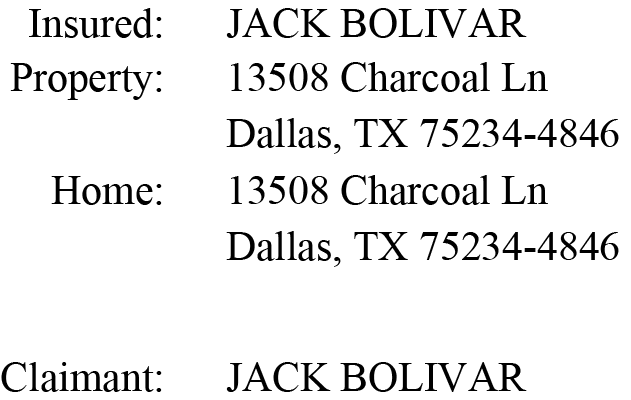 Insured: JACK BOLIVAR
Property: 13508 Charcoal Ln
Dallas, TX 75234-4846
Home: 13508 Charcoal Ln
Dallas, TX 75234-4846
Claimant: JACK BOLIVAR